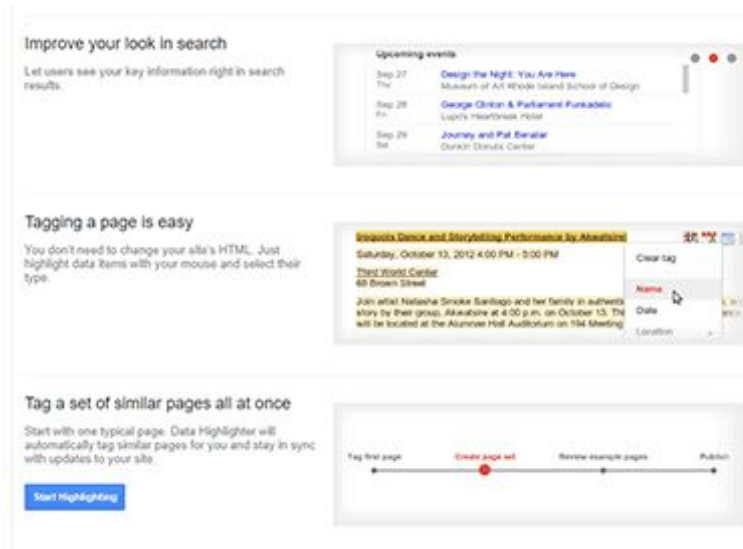 Improve your look in search
Let users see your key information right in search
results.
Upcoming events
Sep 27
Thu
Design the Night: You Are Here
Museum of Art Rhode Island School of Design
Sep 28
Fri
George Clinton & Parliament Funkadelic
Lupo's Heartbreak Hotel
Sep 29
Sat
Journey and Pat Benatar
Dunkin Donuts Center
Tagging a page is easy
You don't need to change your site's HTML. Just
highlight data items with your mouse and select their
type.
Iroquois Dance and Storytelling Performance by Akwatsire
Saturday, October 13, 2012 4:00 PM - 5:00 PM
Third World Center
68 Brown Street
Join artist Natasha Smoke Santiago and her family in authentic
story by their group, Akwatsire at 4:00 p.m. on October 13.
will be located at the Alumnae Hall Auditorium on 194 Meeting
Clear tag
Name
Date
Location
Tag a set of similar pages all at once
Start with one typical page. Data Highlighter will
automatically tag similar pages for you and stay in sync
with updates to your site.
Start Highlighting
Tag first page
Create page set
Review example pages
Publish